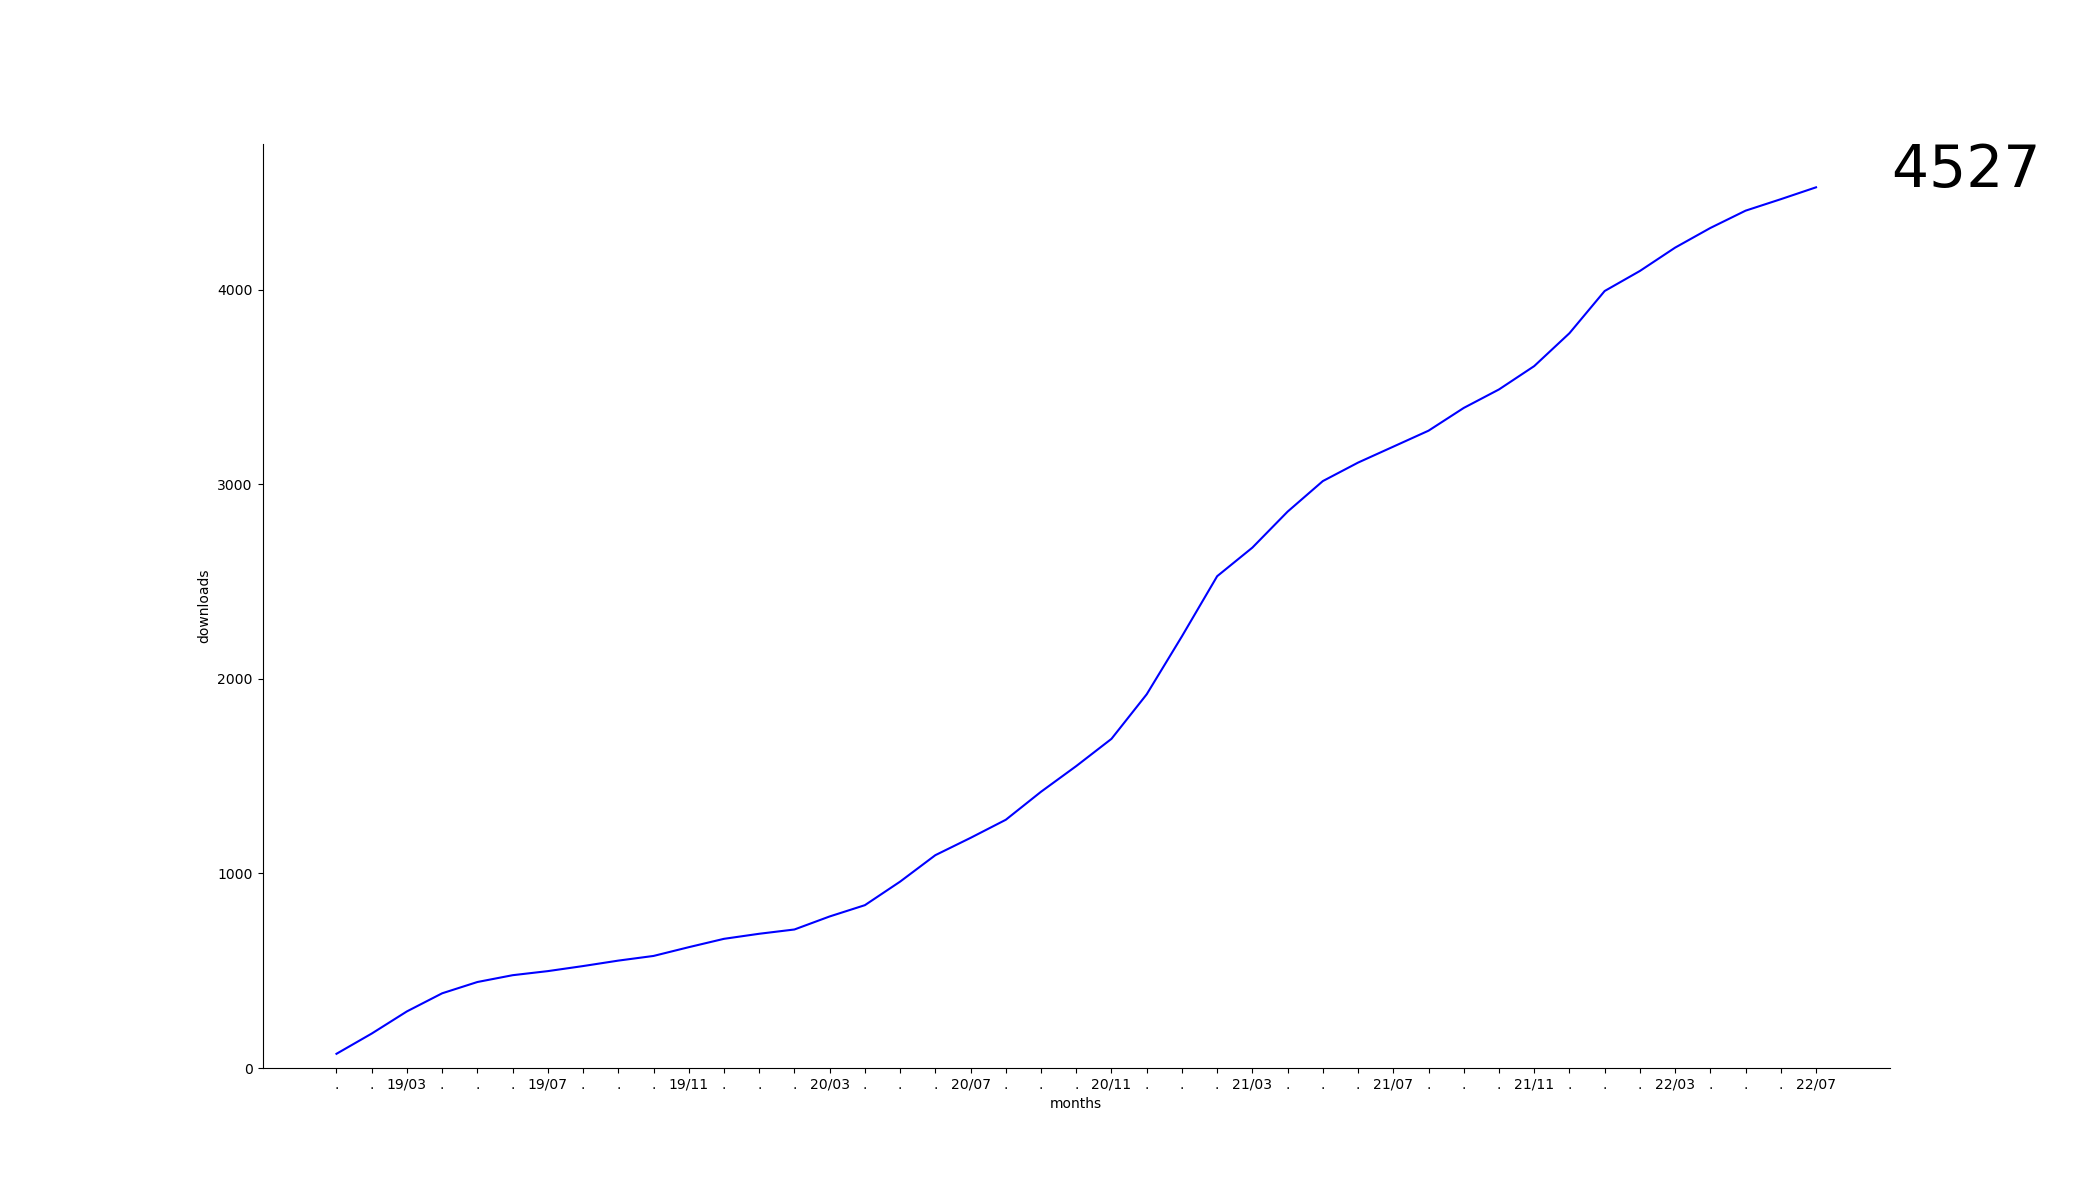 4527
4000
3000
2000
1000
0
downloads
. . 19/03 . . . 19/07 . . . 19/11 . . . 20/03 . . . 20/07 . . . 20/11 . . . 21/03 . . . 21/07 . . . 21/11 . . . 22/03 . . . 22/07
months